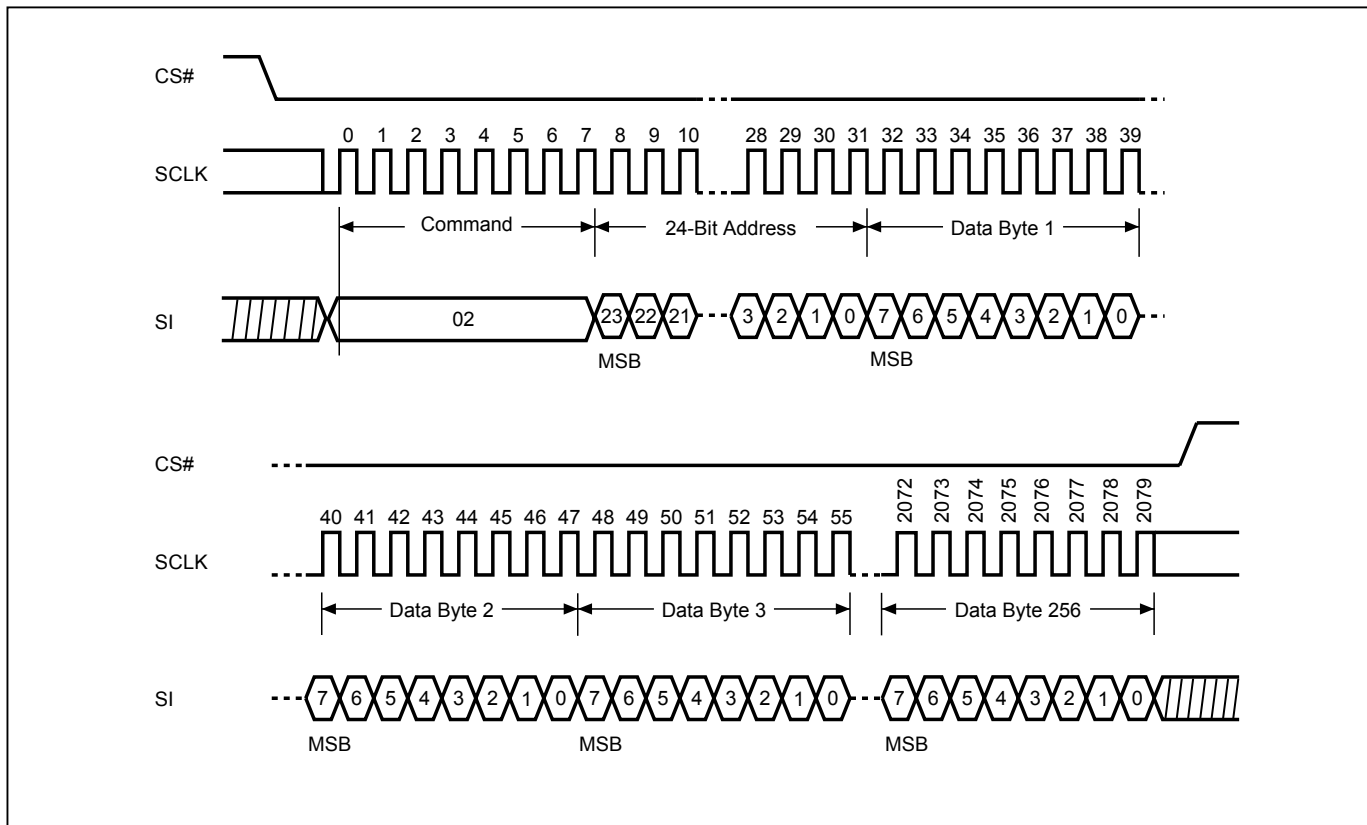 CS#
0 1 2 3 4 5 6 7 8 9 10 28 29 30 31 32 33 34 35 36 37 38 39
SCLK
Command 24-Bit Address Data Byte 1
SI 02 23 22 21 3 2 1 0 7 6 5 4 3 2 1 0
MSB MSB
CS#
40 41 42 43 44 45 46 47 48 49 50 51 52 53 54 55 2072 2073 2074 2075 2076 2077 2078 2079
SCLK
Data Byte 2 Data Byte 3 Data Byte 256
SI 7 6 5 4 3 2 1 0 7 6 5 4 3 2 1 0 7 6 5 4 3 2 1 0
MSB MSB MSB